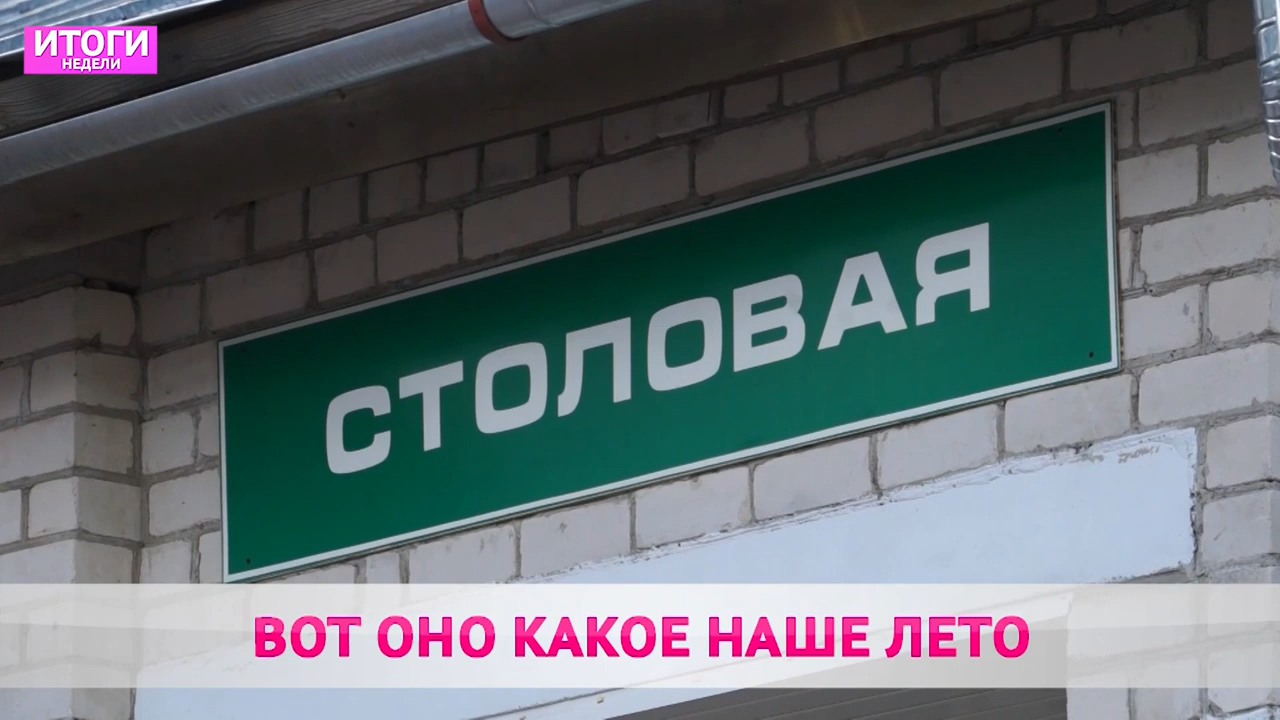 ИТОГИ
НЕДЕЛИ
СТОЛОВАЯ
ВОТ ОНО КАКОЕ НАШЕ ЛЕТО